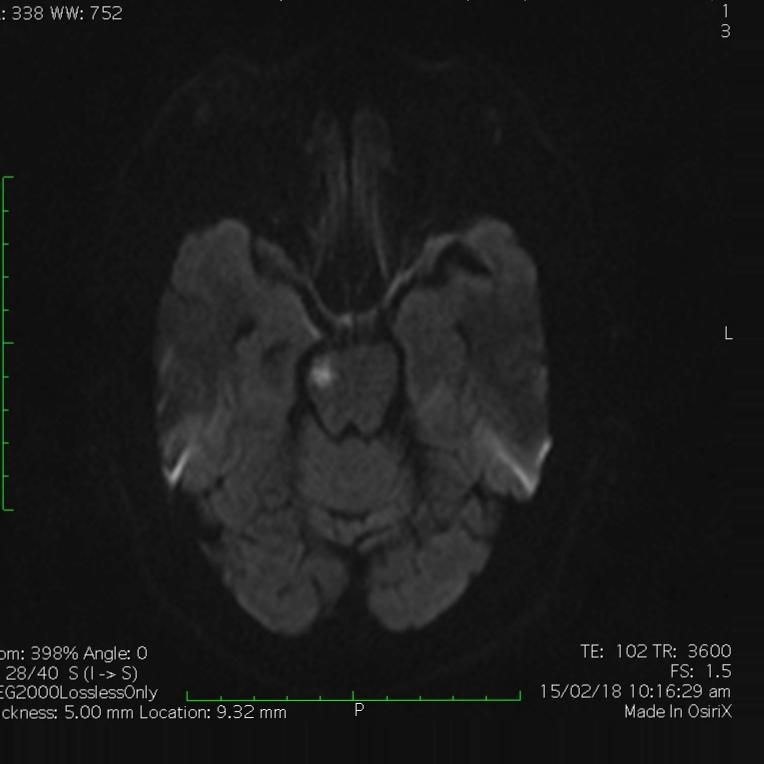 : 338 WW: 752
1
3
L
om: 398% Angle: 0
28/40 S (I -> S)
EG2000LosslessOnly
ckness: 5.00 mm Location: 9.32 mm
P
TE: 102 TR: 3600
FS: 1.5
15/02/18 10:16:29 am
Made In OsiriX